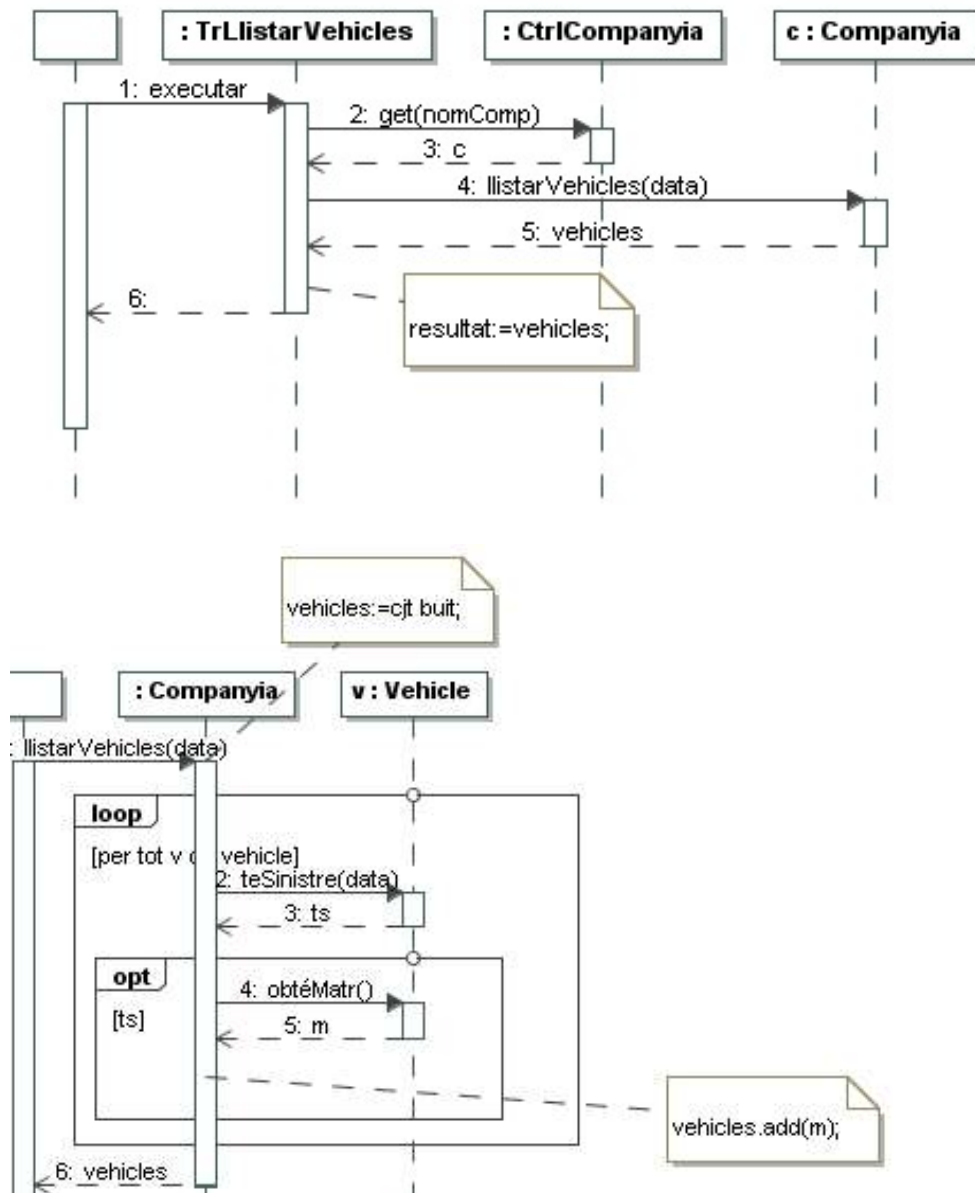 : TrLlistarVehicles
: CtrlCompanyia
c : Companyia
1: executar
2: get(nomComp)
3: c
4: llistarVehicles(data)
5: vehicles
6:
resultat:=vehicles;
vehicles:=cjt buit;
: Companyia
v : Vehicle
: llistarVehicles(data)
loop
[per tot v vehicle]
2: teSinistre(data)
3: ts
opt
4: obtéMatr()
[ts]
5: m
vehicles.add(m);
6: vehicles